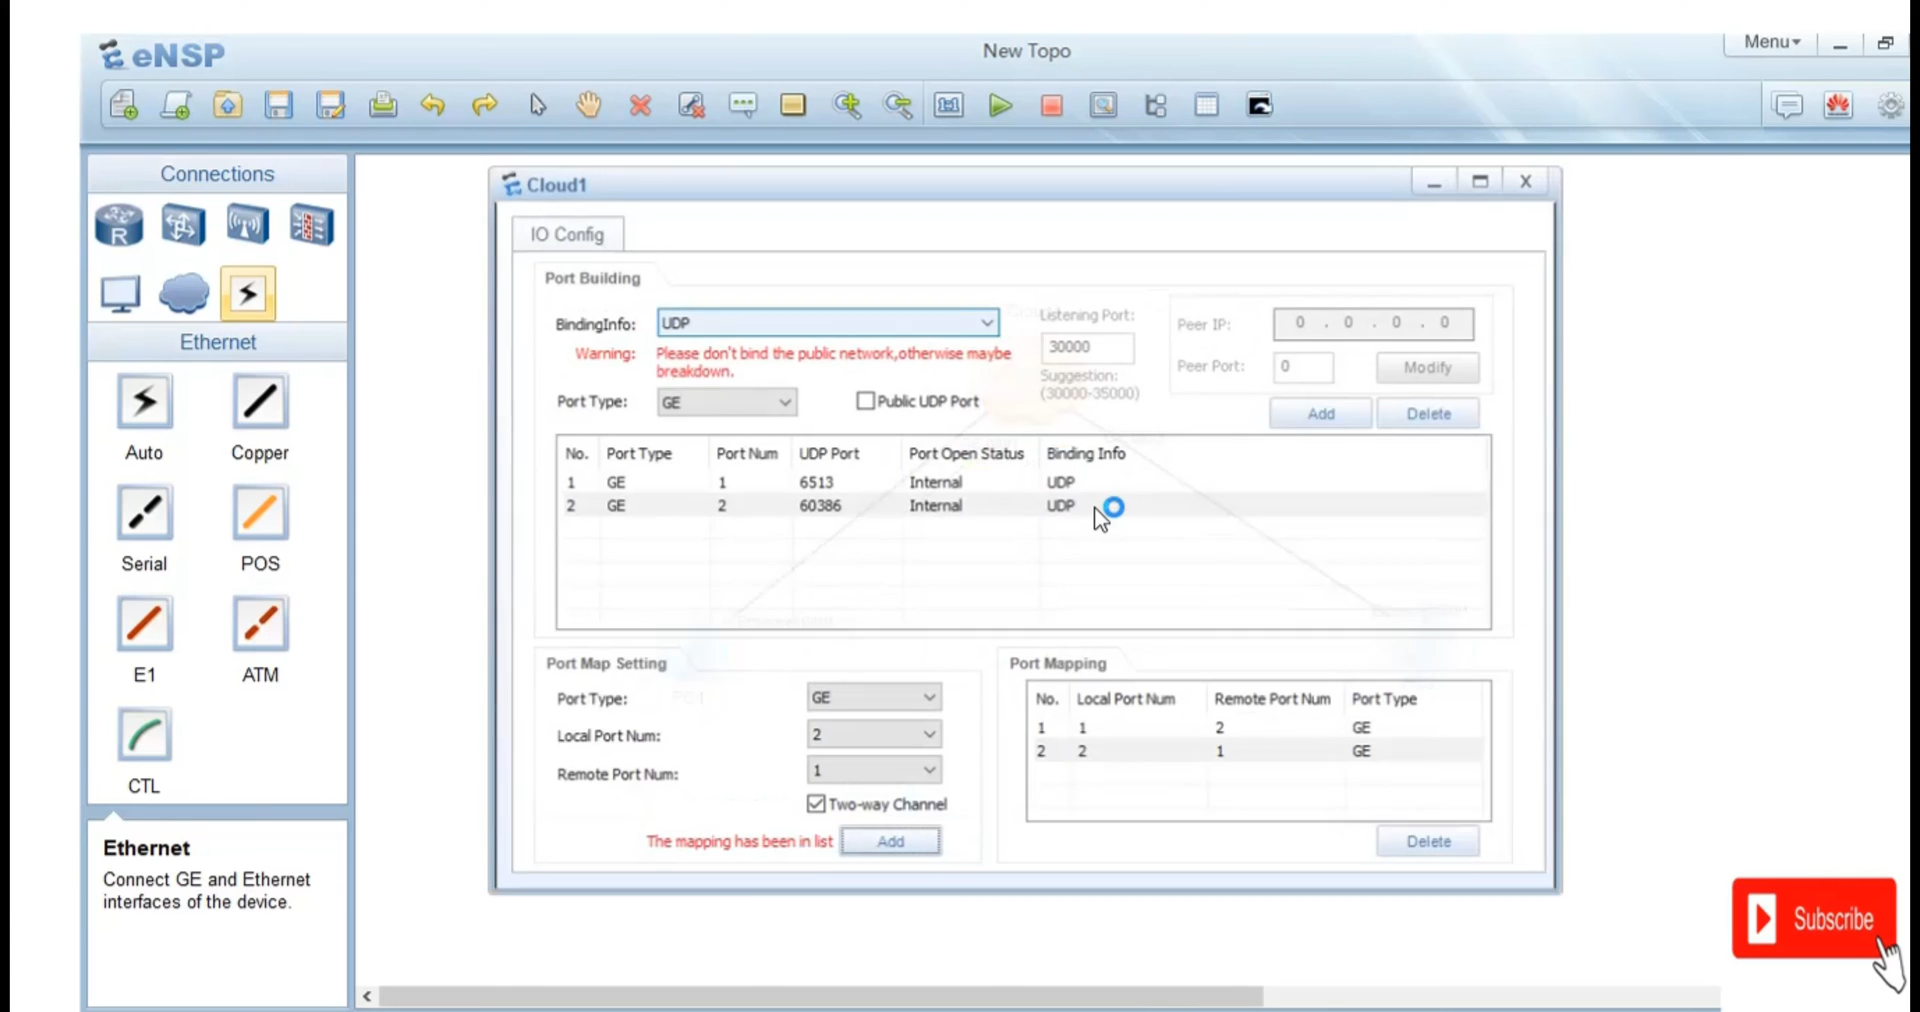 eNSP
New Topo
Menu
Connections
R
Ethernet
Auto
Copper
Serial
POS
E1
ATM
CTL
Ethernet
Connect GE and Ethernet
interfaces of the device.
Cloud1
X
IO Config
Port Building
BindingInfo:
UDP
Warning:
Please don't bind the public network,otherwise maybe
breakdown.
Port Type:
GE
Public UDP Port
Listening Port:
30000
Suggestion:
(30000-35000)
Peer IP:
0 . 0 . 0 . 0
Peer Port:
0
Modify
Add
Delete
No. Port Type Port Num UDP Port Port Open Status Binding Info
1 GE 1 6513 Internal UDP
2 GE 2 60386 Internal UDP
Port Map Setting
Port Type:
GE
Local Port Num:
2
Remote Port Num:
1
Two-way Channel
The mapping has been in list
Add
Port Mapping
No. Local Port Num Remote Port Num Port Type
1 1 2 GE
2 2 1 GE
Delete
Subscribe